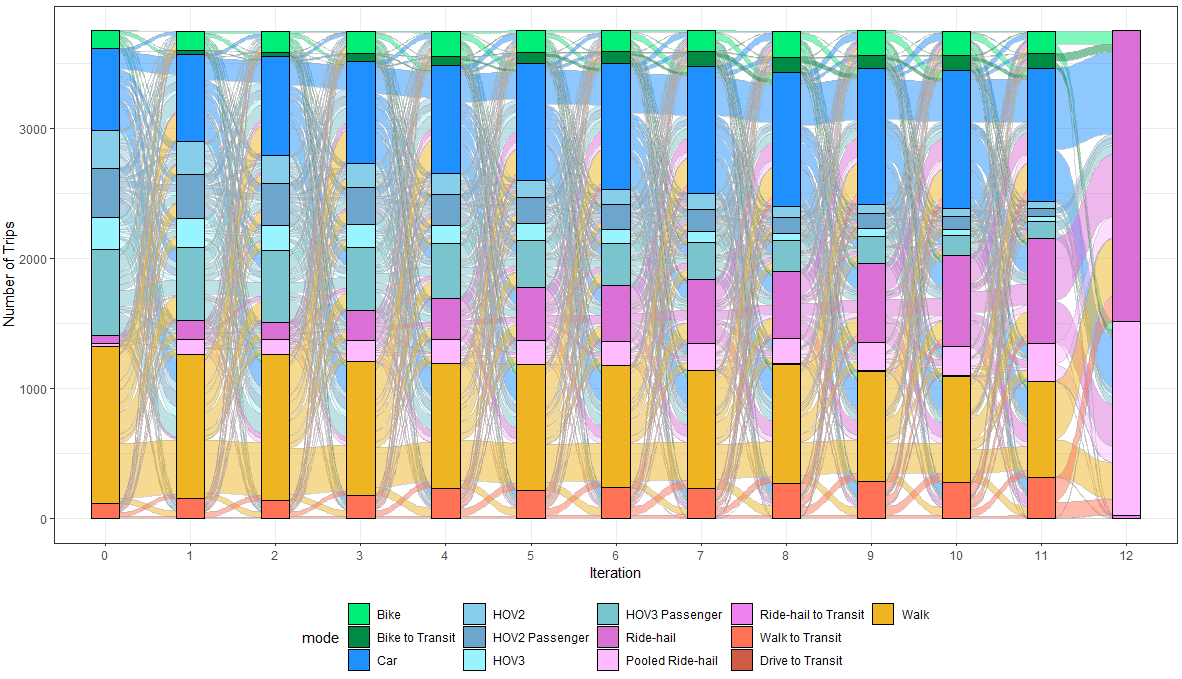 Number of Trips
3000
2000
1000
0
0 1 2 3 4 5 6 7 8 9 10 11 12
Iteration
mode
Bike HOV2 HOV3 Passenger Ride-hail to Transit Walk
Bike to Transit HOV2 Passenger Ride-hail Walk to Transit
Car HOV3 Pooled Ride-hail Drive to Transit